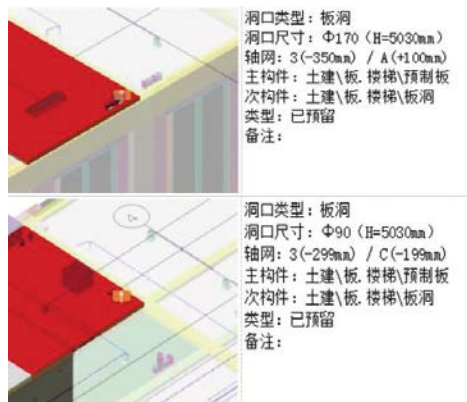 洞口类型：板洞
洞口尺寸：Φ170（H=5030mm）
轴网：3(-350mm) / A(+100mm)
主构件：土建\板.楼梯\预制板
次构件：土建\板.楼梯\板洞
类型：已预留
备注：
洞口类型：板洞
洞口尺寸：Φ90（H=5030mm）
轴网：3(-299mm) / C(-199mm)
主构件：土建\板.楼梯\预制板
次构件：土建\板.楼梯\板洞
类型：已预留
备注：